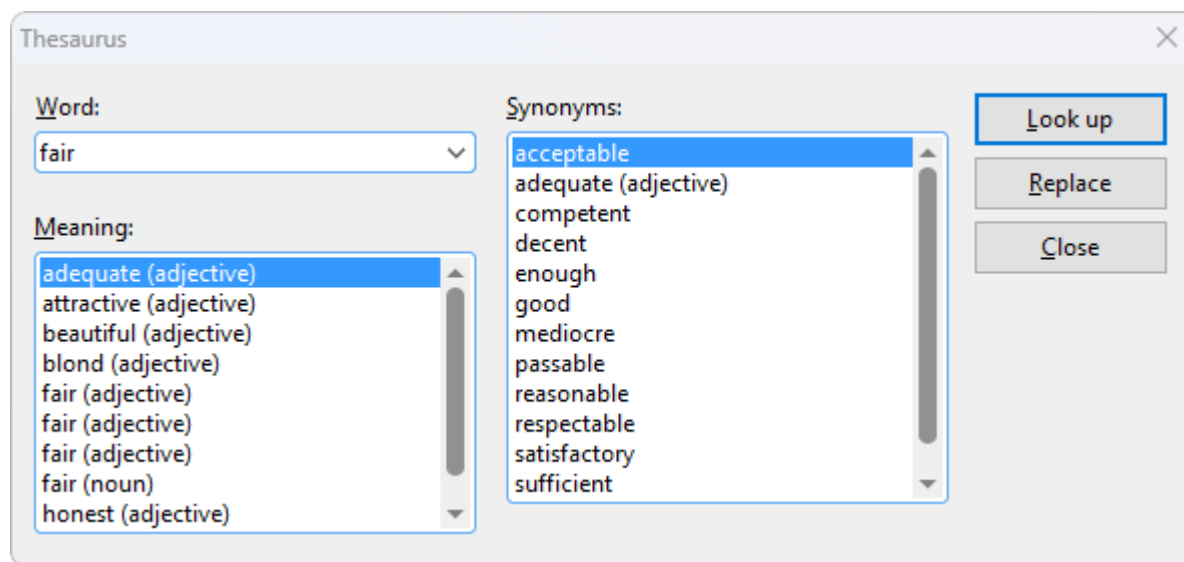 Thesaurus
Word:
fair
Meaning:
adequate (adjective)
attractive (adjective)
beautiful (adjective)
blond (adjective)
fair (adjective)
fair (adjective)
fair (adjective)
fair (noun)
honest (adjective)
Synonyms:
acceptable
adequate (adjective)
competent
decent
enough
good
mediocre
passable
reasonable
respectable
satisfactory
sufficient
Look up
Replace
Close